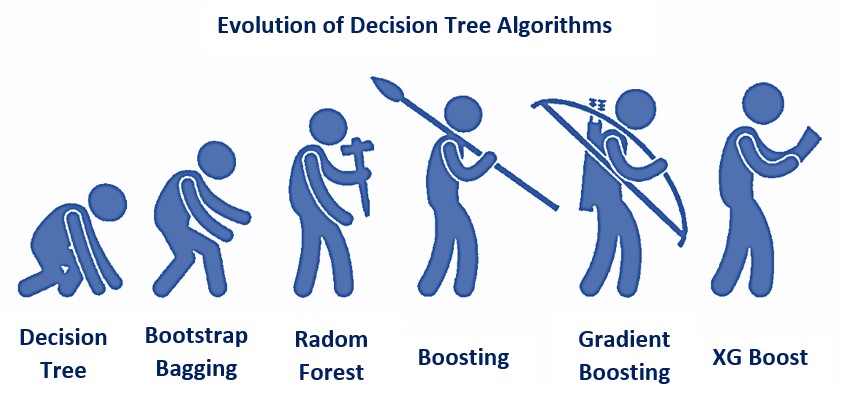 Evolution of Decision Tree Algorithms
Decision
Tree
Bootstrap
Bagging
Radom
Forest
Boosting
Gradient
Boosting
XG Boost